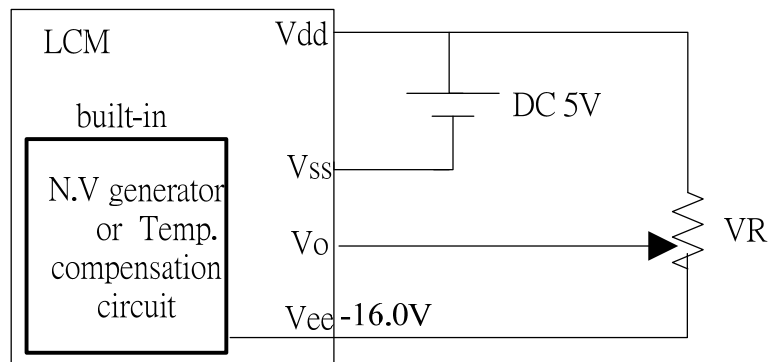 LCM
Vdd
DC 5V
built-in
Vss
N.V generator
or Temp.
compensation
circuit
Vo
VR
Vee -16.0V